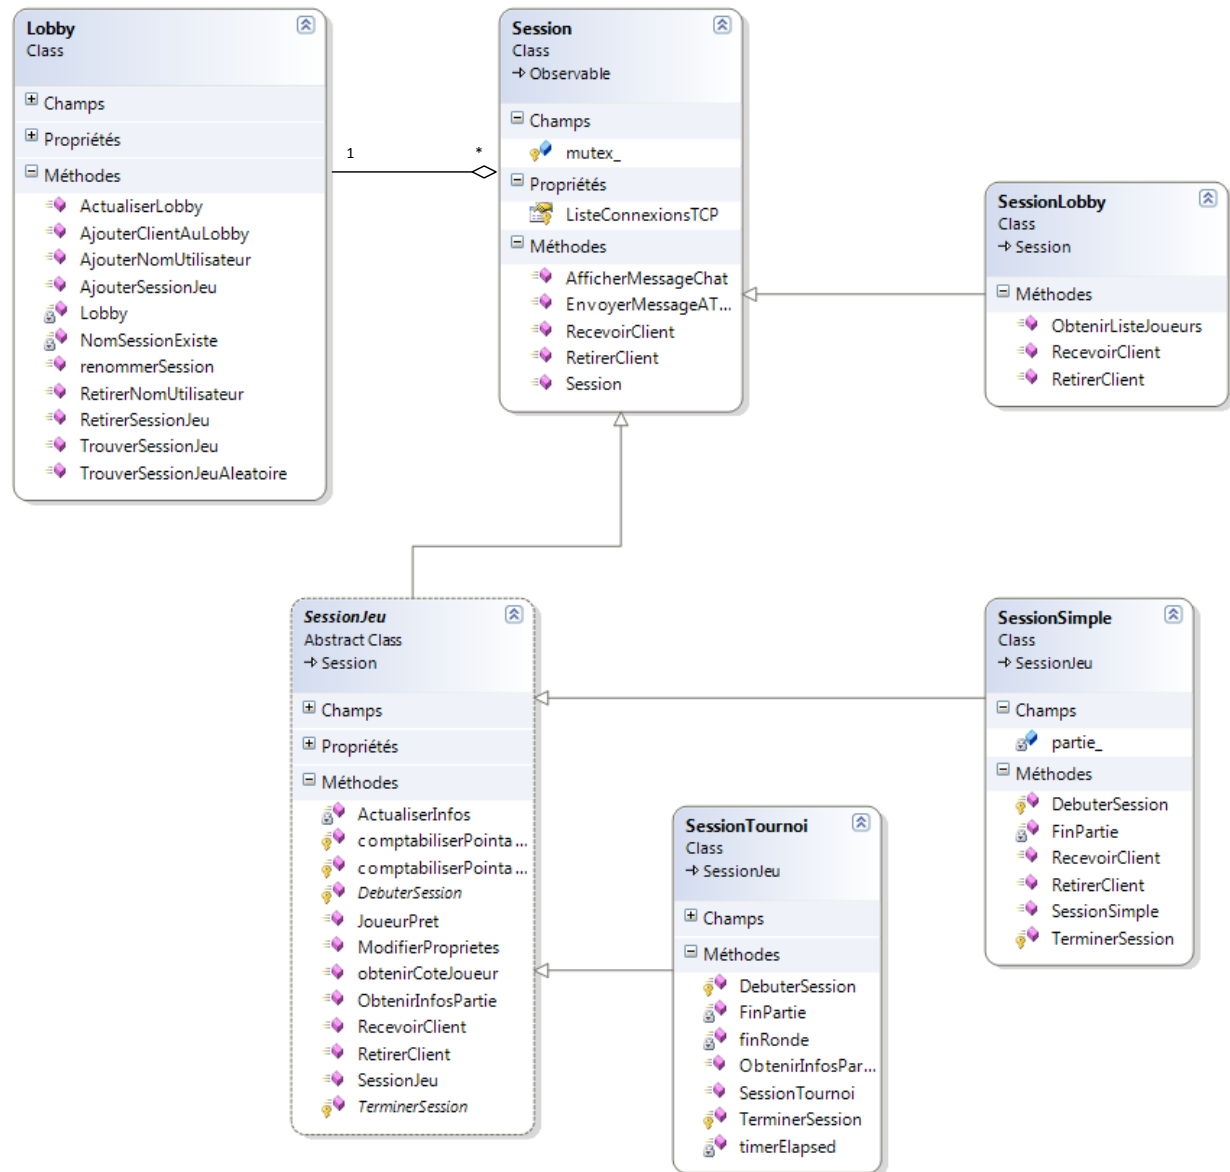 Lobby
Class
Champs
Propriétés
Méthodes
ActualiserLobby
AjouterClientAuLobby
AjouterNomUtilisateur
AjouterSessionJeu
Lobby
NomSessionExiste
renommerSession
RetirerNomUtilisateur
RetirerSessionJeu
TrouverSessionJeu
TrouverSessionJeuAleatoire
1
*
Session
Class
Observable
Champs
mutex_
Propriétés
ListeConnexionsTCP
Méthodes
AfficherMessageChat
EnvoyerMessageAT...
RecevoirClient
RetirerClient
Session
SessionLobby
Class
Session
Méthodes
ObtenirListeJoueurs
RecevoirClient
RetirerClient
SessionJeu
Abstract Class
Session
Champs
Propriétés
Méthodes
ActualiserInfos
comptabiliserPointa...
comptabiliserPointa...
DebuterSession
JoueurPret
ModifierProprietes
obtenirCoteJoueur
ObtenirInfosPartie
RecevoirClient
RetirerClient
SessionJeu
TerminerSession
SessionTournoi
Class
SessionJeu
Champs
Méthodes
DebuterSession
FinPartie
finRonde
ObtenirInfosPar...
SessionTournoi
TerminerSession
timerElapsed
SessionSimple
Class
SessionJeu
Champs
partie_
Méthodes
DebuterSession
FinPartie
RecevoirClient
RetirerClient
SessionSimple
TerminerSession